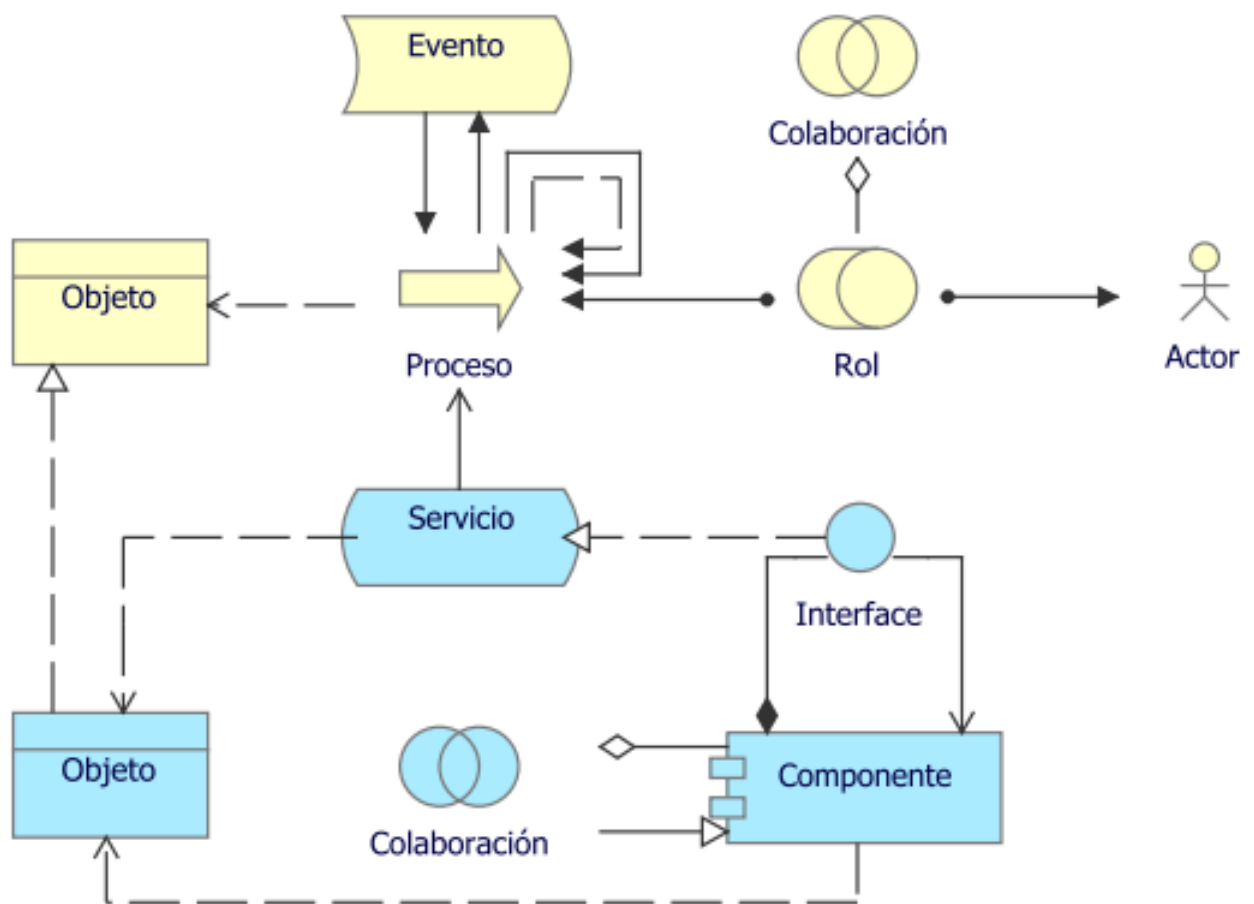 Evento
Colaboración
Objeto
Proceso
Rol
Actor
Servicio
Interface
Objeto
Colaboración
Componente